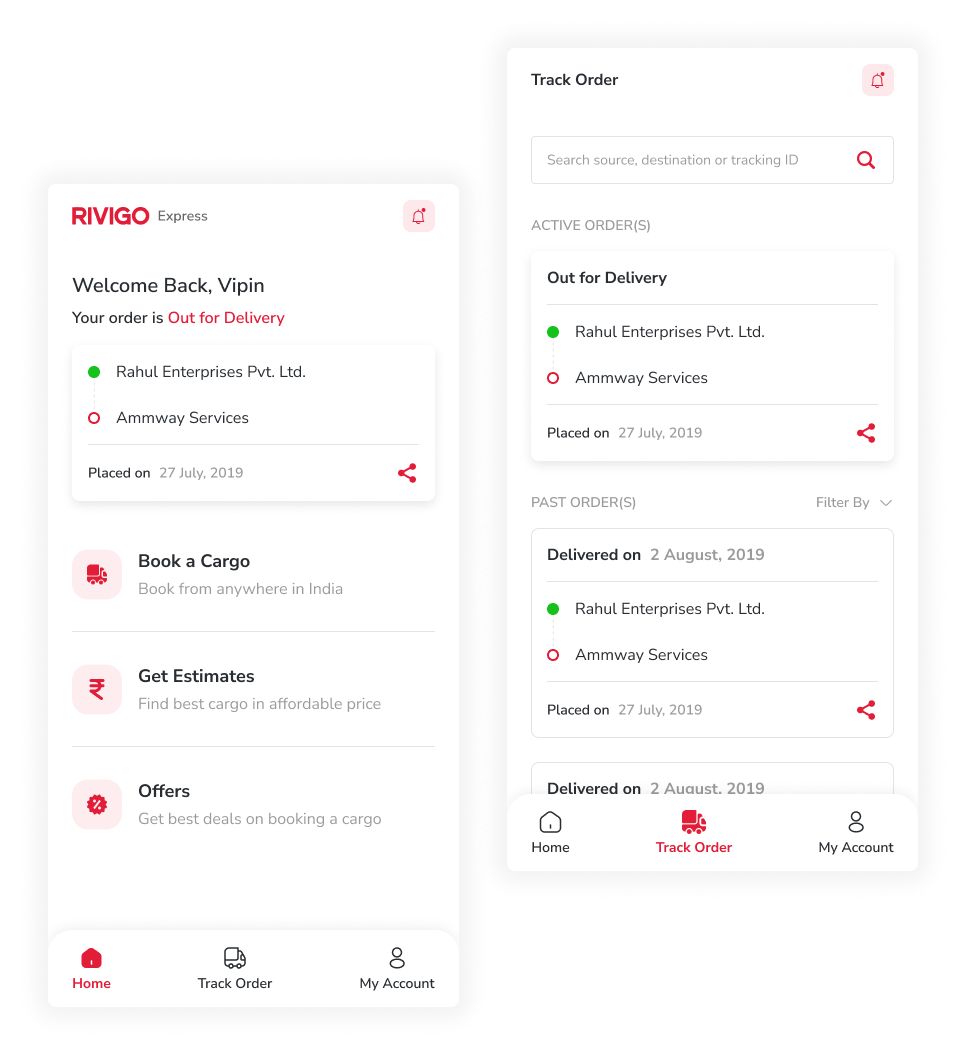 RIVIGO Express
Welcome Back, Vipin
Your order is Out for Delivery
Rahul Enterprises Pvt. Ltd.
Ammway Services
Placed on 27 July, 2019
Book a Cargo
Book from anywhere in India
₹
Get Estimates
Find best cargo in affordable price
Offers
Get best deals on booking a cargo
Home
Track Order
My Account
Track Order
Search source, destination or tracking ID
ACTIVE ORDER(S)
Out for Delivery
Rahul Enterprises Pvt. Ltd.
Ammway Services
Placed on 27 July, 2019
PAST ORDER(S)
Filter By
Delivered on 2 August, 2019
Rahul Enterprises Pvt. Ltd.
Ammway Services
Placed on 27 July, 2019
Delivered on 2 August, 2019
Home
Track Order
My Account